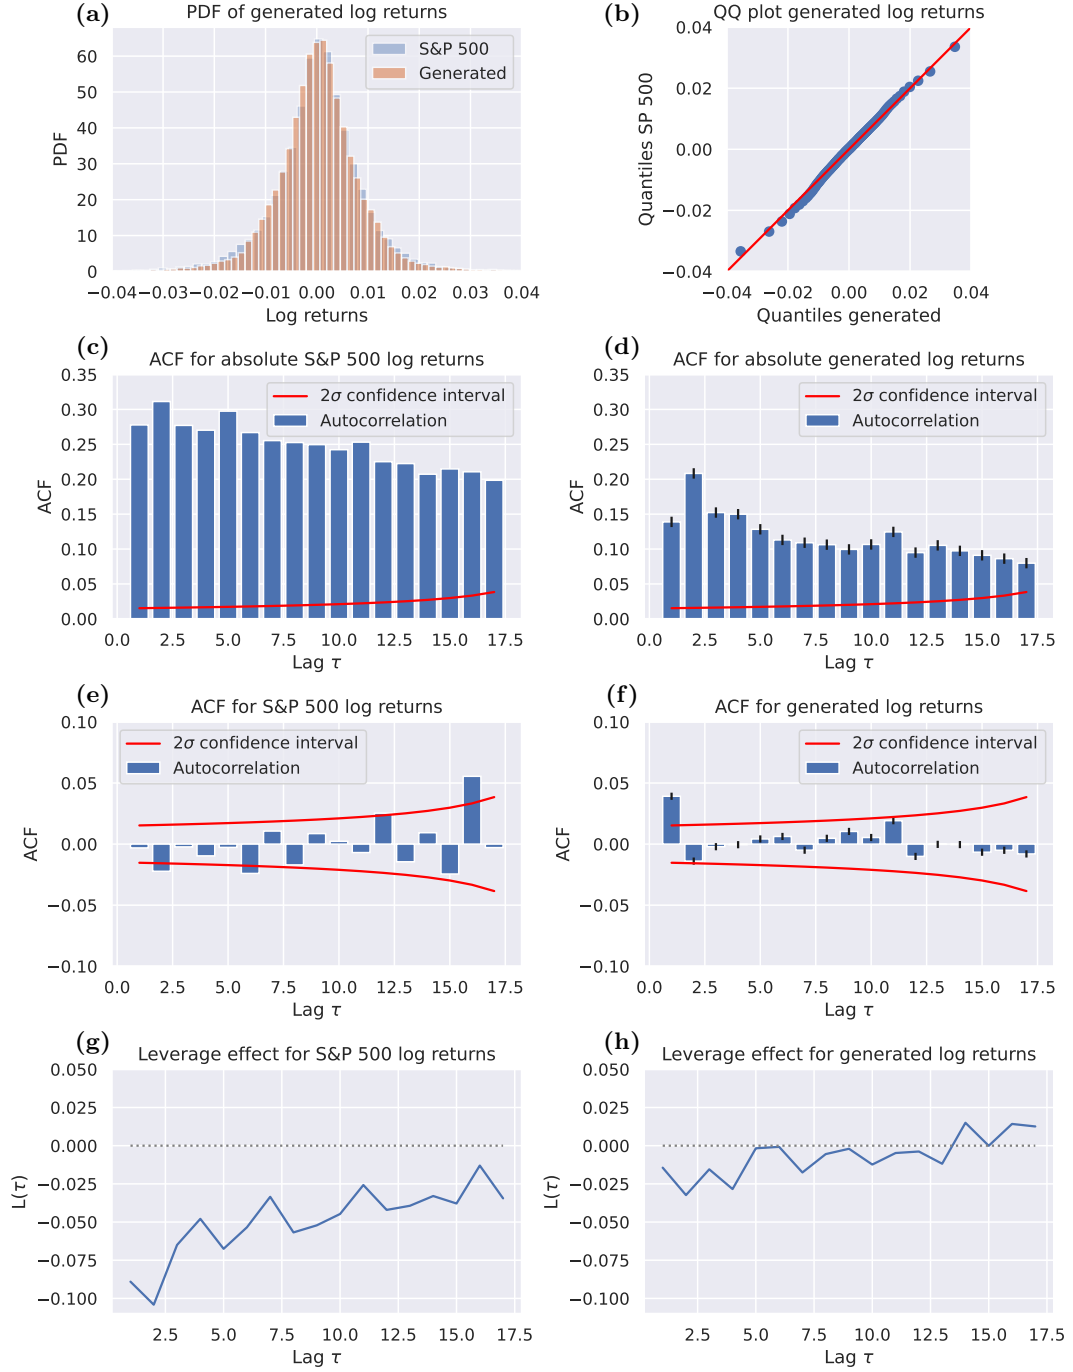 (a) PDF of generated log returns
S&P 500
Generated
60
50
40
30
20
10
0
PDF
−0.04 −0.03 −0.02 −0.01 0.00 0.01 0.02 0.03 0.04
Log returns
(b) QQ plot generated log returns
0.04
0.02
0.00
−0.02
−0.04
Quantiles SP 500
−0.04 −0.02 0.00 0.02 0.04
Quantiles generated
(c) ACF for absolute S&P 500 log returns
2σ confidence interval
Autocorrelation
0.35
0.30
0.25
0.20
0.15
0.10
0.05
0.00
ACF
0.0 2.5 5.0 7.5 10.0 12.5 15.0 17.5
Lag τ
(d) ACF for absolute generated log returns
2σ confidence interval
Autocorrelation
0.35
0.30
0.25
0.20
0.15
0.10
0.05
0.00
ACF
0.0 2.5 5.0 7.5 10.0 12.5 15.0 17.5
Lag τ
(e) ACF for S&P 500 log returns
2σ confidence interval
Autocorrelation
0.10
0.05
0.00
−0.05
−0.10
ACF
0.0 2.5 5.0 7.5 10.0 12.5 15.0 17.5
Lag τ
(f) ACF for generated log returns
2σ confidence interval
Autocorrelation
0.10
0.05
0.00
−0.05
−0.10
ACF
0.0 2.5 5.0 7.5 10.0 12.5 15.0 17.5
Lag τ
(g) Leverage effect for S&P 500 log returns
0.050
0.025
0.000
−0.025
−0.050
−0.075
−0.100
L(τ)
2.5 5.0 7.5 10.0 12.5 15.0 17.5
Lag τ
(h) Leverage effect for generated log returns
0.050
0.025
0.000
−0.025
−0.050
−0.075
−0.100
L(τ)
2.5 5.0 7.5 10.0 12.5 15.0 17.5
Lag τ